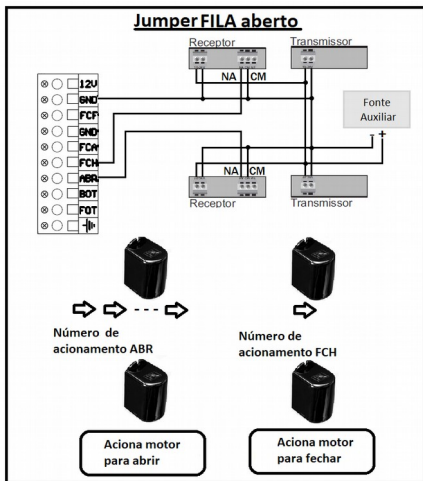 Jumper FILA aberto
Receptor
Transmissor
NA
CM
12V
GND
FCF
GND
FCA
FCH
ABR
BOT
FOT
Fonte
Auxiliar
- +
NA
CM
Receptor
Transmissor
Número de
acionamento ABR
Número de
acionamento FCH
Aciona motor
para abrir
Aciona motor
para fechar